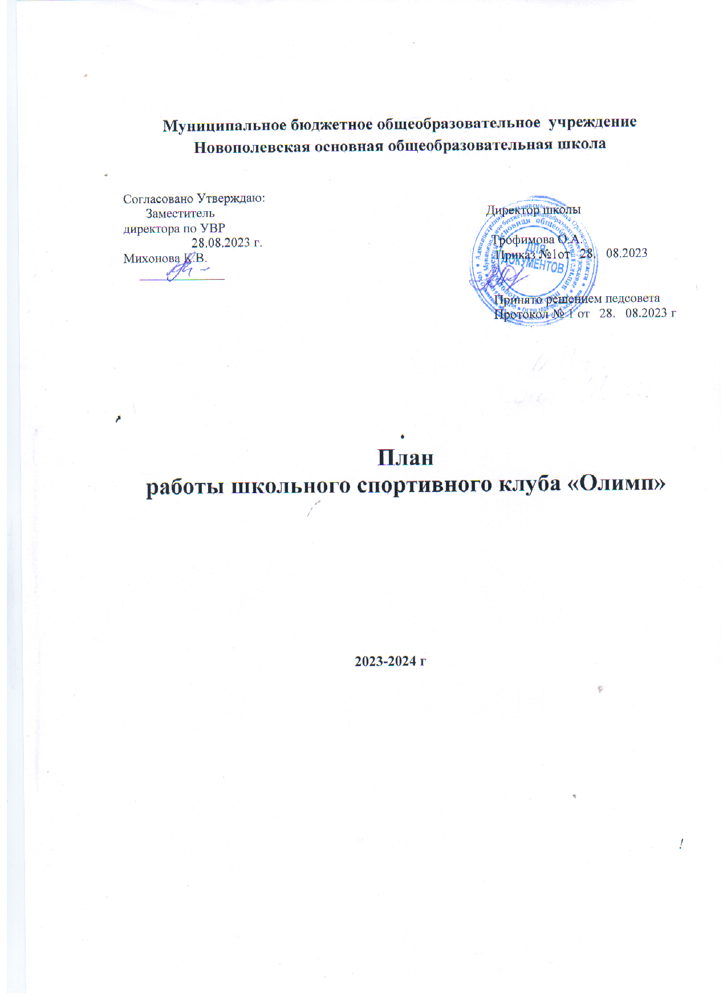 Муниципальное бюджетное общеобразовательное учреждение
Новополевская основная общеобразовательная школа
Согласовано Утверждаю:
Заместитель
директора по УВР
28.08.2023 г.
Михонова К.В.
Директор школы
Трофимова О.А.
Приказ №1от 28. 08.2023
ДЛЯ
ДОКУМЕНТОВ
Принято решением педсовета
Протокол № 1 от 28. 08.2023 г
План
работы школьного спортивного клуба «Олимп»
2023-2024 г